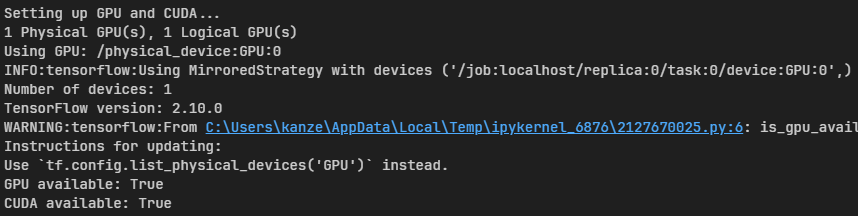 Setting up GPU and CUDA...
1 Physical GPU(s), 1 Logical GPU(s)
Using GPU: /physical_device:GPU:0
INFO:tensorflow:Using MirroredStrategy with devices ('/job:localhost/replica:0/task:0/device:GPU:0',)
Number of devices: 1
TensorFlow version: 2.10.0
WARNING:tensorflow:From C:\Users\kanze\AppData\Local\Temp\ipykernel_6876\2127670025.py:6: is_gpu_avail
Instructions for updating:
Use `tf.config.list_physical_devices('GPU')` instead.
GPU available: True
CUDA available: True